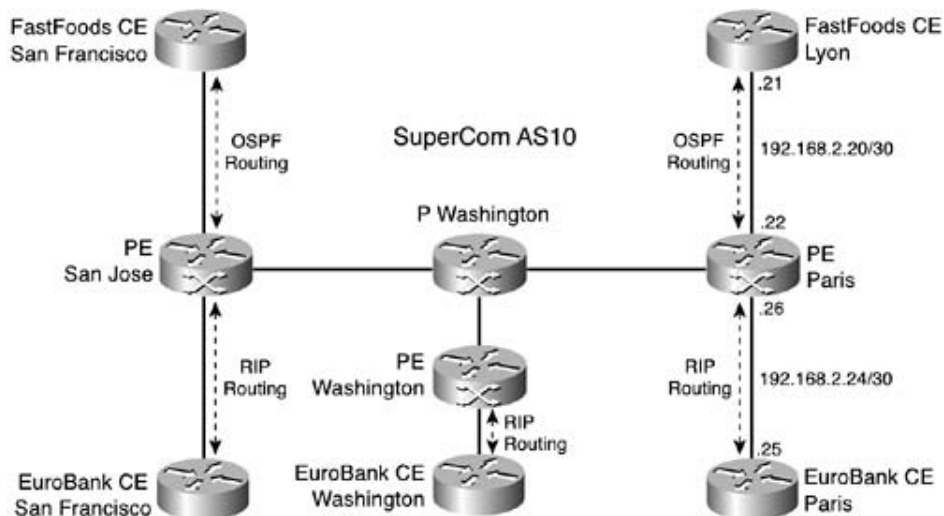 FastFoods CE
San Francisco
FastFoods CE
Lyon
.21
OSPF
Routing
SuperCom AS10
OSPF
Routing
192.168.2.20/30
P Washington
.22
PE
San Jose
PE
Paris
.26
RIP
Routing
PE
Washington
RIP
Routing
192.168.2.24/30
RIP
Routing
.25
EuroBank CE
San Francisco
EuroBank CE
Washington
EuroBank CE
Paris